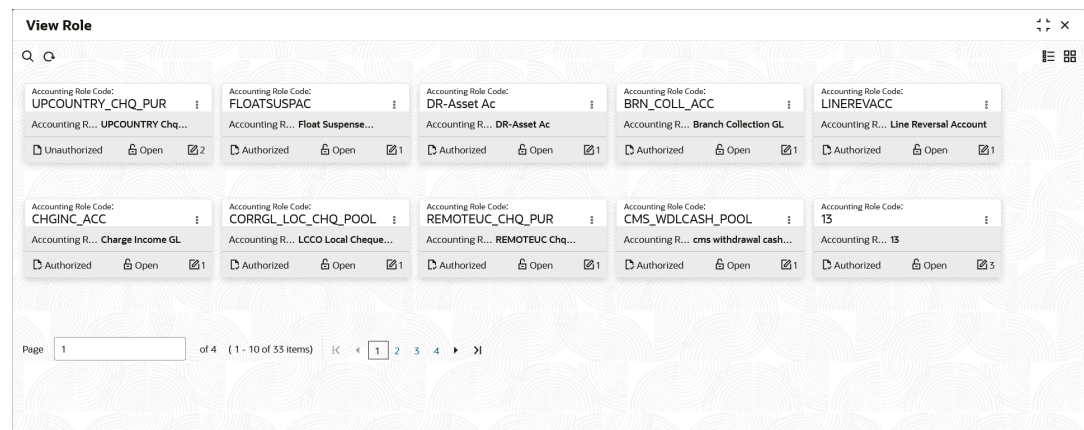 View Role
Accounting Role Code:
UPCOUNTRY_CHQ_PUR
Accounting R... UPCOUNTRY Chq...
Unauthorized Open 2
Accounting Role Code:
FLOATSUSPAC
Accounting R... Float Suspense...
Authorized Open 1
Accounting Role Code:
DR-Asset Ac
Accounting R... DR-Asset Ac
Authorized Open 1
Accounting Role Code:
BRN_COLL_ACC
Accounting R... Branch Collection GL
Authorized Open 1
Accounting Role Code:
LINEREVACC
Accounting R... Line Reversal Account
Authorized Open 1
Accounting Role Code:
CHGINC_ACC
Accounting R... Charge Income GL
Authorized Open 1
Accounting Role Code:
CORRGL_LOC_CHQ_POOL
Accounting R... LCCO Local Cheque...
Authorized Open 1
Accounting Role Code:
REMOTEUC_CHQ_PUR
Accounting R... REMOTEUC Chq...
Authorized Open 1
Accounting Role Code:
CMS_WDLCASH_POOL
Accounting R... cms withdrawal cash...
Authorized Open 1
Accounting Role Code:
13
Accounting R... 13
Authorized Open 3
Page 1 of 4 ( 1 - 10 of 33 items) 1 2 3 4